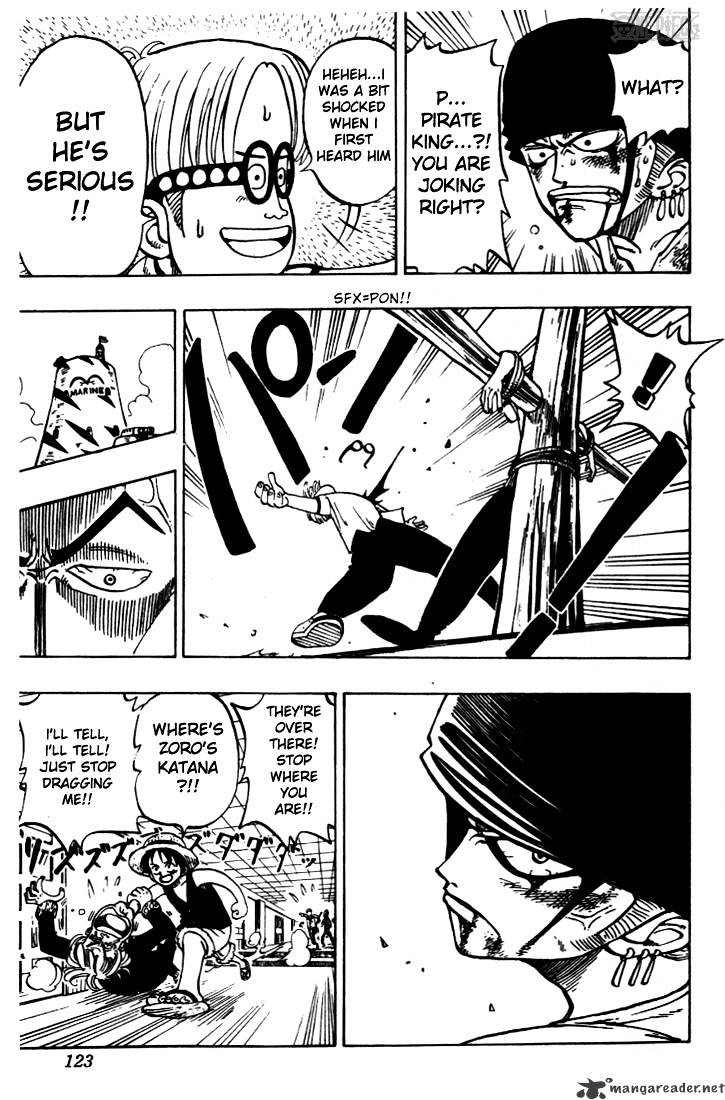 WHAT?
P...
PIRATE
KING...?!
YOU ARE
JOKING
RIGHT?
HEHEH...I
WAS A BIT
SHOCKED
WHEN I
FIRST
HEARD HIM
BUT
HE'S
SERIOUS
!!
SFX=PON!!
!
パーン
MARINE
THEY'RE
OVER
THERE!
STOP
WHERE
YOU
ARE!!
WHERE'S
ZORO'S
KATANA
?!!
I'LL TELL,
I'LL TELL!
JUST STOP
DRAGGING
ME!!
123
mangareader.net